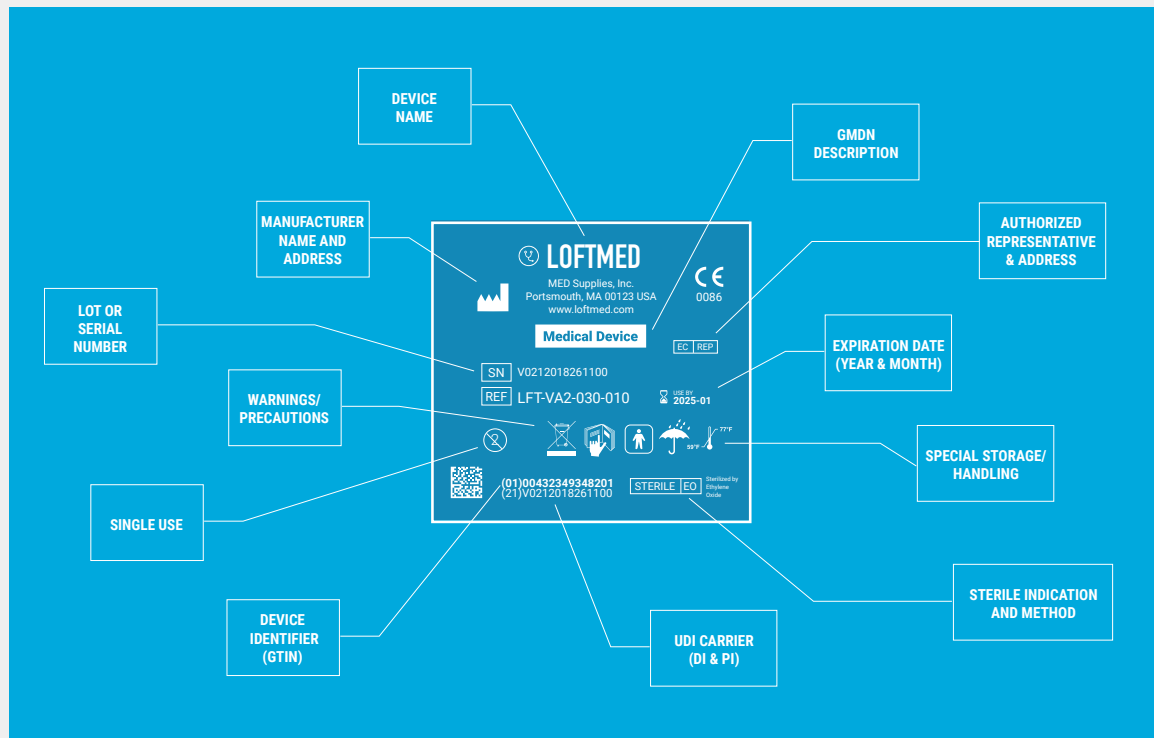 DEVICE
NAME
GMDN
DESCRIPTION
MANUFACTURER
NAME AND
ADDRESS
AUTHORIZED
REPRESENTATIVE
& ADDRESS
LOT OR
SERIAL
NUMBER
EXPIRATION DATE
(YEAR & MONTH)
WARNINGS/
PRECAUTIONS
SPECIAL STORAGE/
HANDLING
SINGLE USE
STERILE INDICATION
AND METHOD
DEVICE
IDENTIFIER
(GTIN)
UDI CARRIER
(DI & PI)
LOFTMED
MED Supplies, Inc.
Portsmouth, MA 00123 USA
www.loftmed.com
CE
0086
Medical Device
EC REP
SN V0212018261100
REF LFT-VA2-030-010
USE BY
2025-01
2
77°F
59°F
(01)00432349348201
(21)V0212018261100
STERILE EO
Sterilized by
Ethylene
Oxide